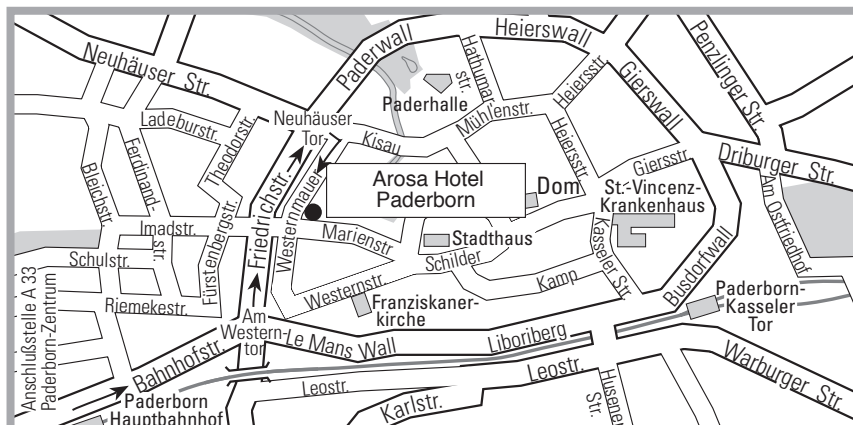 Neuhäuser Str.
Paderwall
Heierswall
Hathumar
str.
Heiersstr.
Gierswall
Penzlinger Str.
Paderhalle
Mühlenstr.
Ladeburstr.
Theodorstr.
Neuhäuser
Tor
Kisau
Heiersstr.
Giersstr.
Driburger Str.
Bleichstr.
Ferdinand-
str.
Arosa Hotel
Paderborn
Dom
St.-Vincenz-
Krankenhaus
Am Ostfriedhof
Imadstr.
Fürstenbergstr.
Friedrichstr.
Westernmauer
Marienstr.
Stadthaus
Schilder
Kasseler Str.
Busdorfwall
Schulstr.
Riemekestr.
Westernstr.
Kamp
Franziskaner-
kirche
Paderborn-
Kasseler
Tor
Anschlußstelle A 33
Paderborn-Zentrum
Am
Western-
tor
Bahnhofstr.
Le Mans Wall
Liboriberg
Leostr.
Leostr.
Warburger Str.
Paderborn
Hauptbahnhof
Karlstr.
Husener
Str.